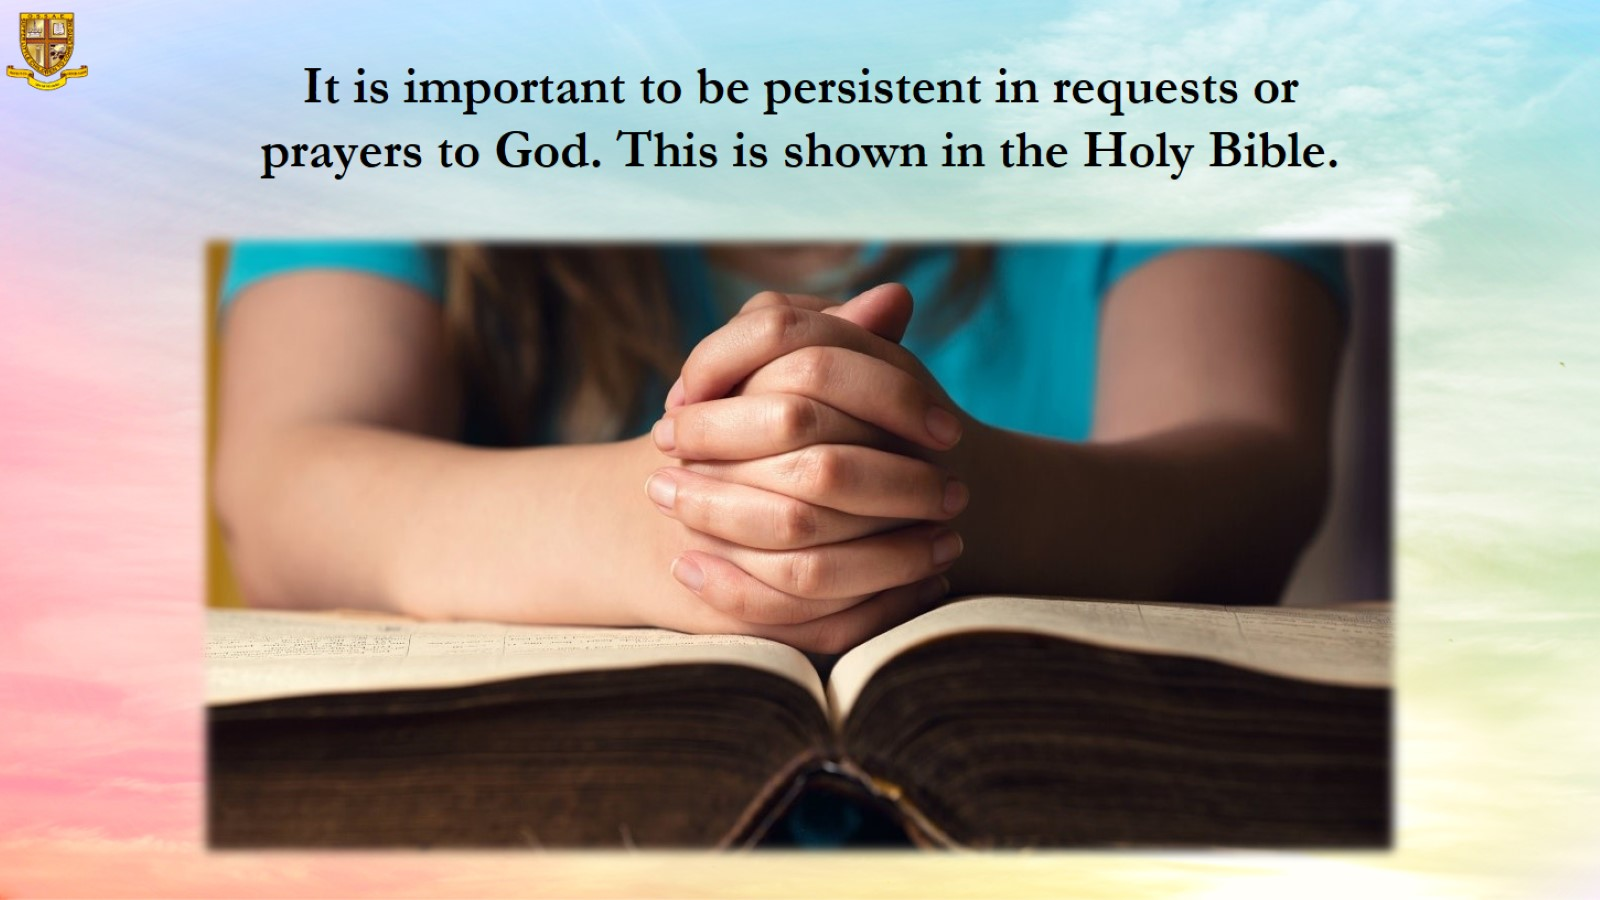 It is important to be persistent in requests or
prayers to God. This is shown in the Holy Bible.